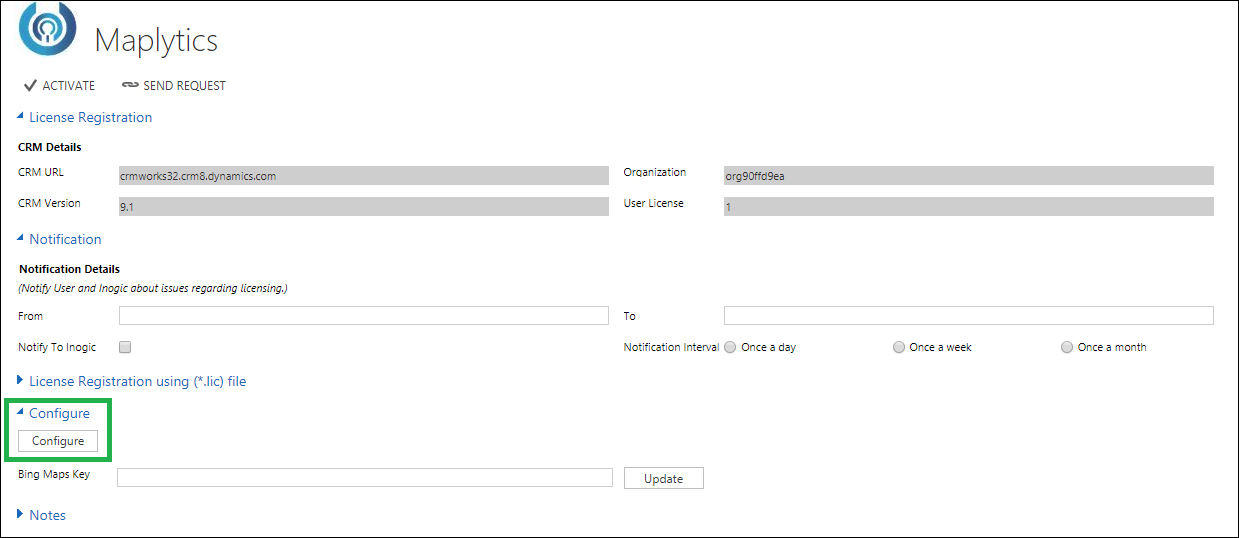 Maplytics
ACTIVATE SEND REQUEST
License Registration
CRM Details
CRM URL crmworks32.crm8.dynamics.com Organization org90ffd9ea
CRM Version 9.1 User License 1
Notification
Notification Details
(Notify User and Inogic about issues regarding licensing.)
From To
Notify To Inogic Notification Interval Once a day Once a week Once a month
License Registration using (*.lic) file
Configure
Configure
Bing Maps Key Update
Notes